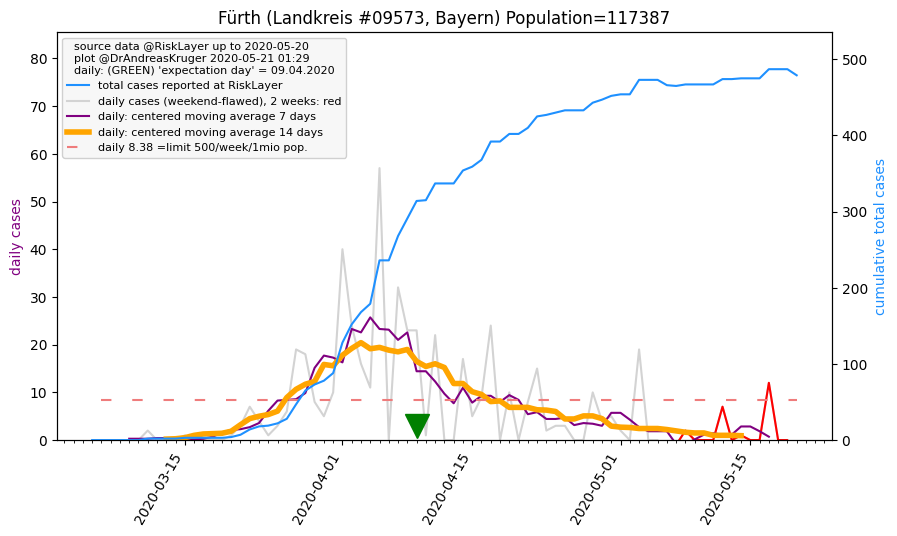 Fürth (Landkreis #09573, Bayern) Population=117387
source data @RiskLayer up to 2020-05-20
plot @DrAndreasKruger 2020-05-21 01:29
daily: (GREEN) 'expectation day' = 09.04.2020
total cases reported at RiskLayer
daily cases (weekend-flawed), 2 weeks: red
daily: centered moving average 7 days
daily: centered moving average 14 days
daily 8.38 =limit 500/week/1mio pop.
daily cases
80
70
60
50
40
30
20
10
0
500
400
300
200
100
0
cumulative total cases
2020-03-15
2020-04-01
2020-04-15
2020-05-01
2020-05-15